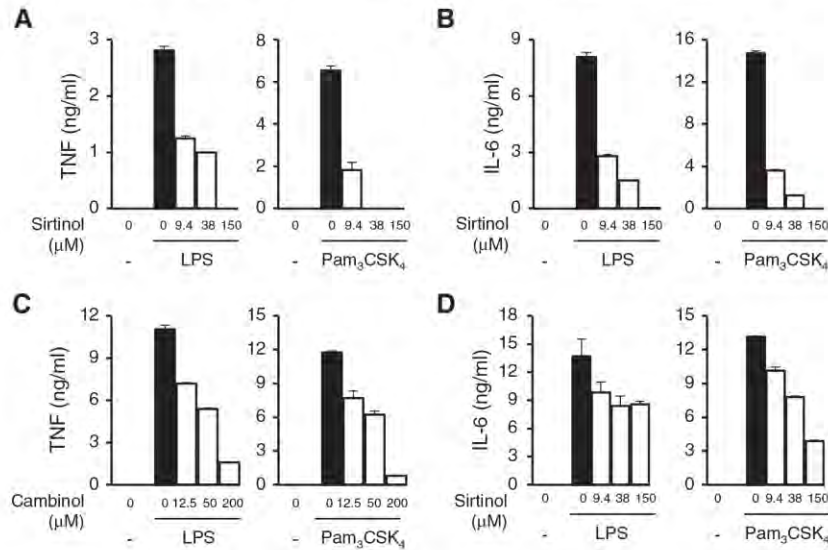 A
TNF (ng/ml)
3
2
1
0
8
6
4
2
0
Sirtinol
(μM)
0 0 9.4 38 150
0 0 9.4 38 150
- LPS
- Pam₃CSK₄
B
IL-6 (ng/ml)
9
6
3
0
16
12
8
4
0
Sirtinol
(μM)
0 0 9.4 38 150
0 0 9.4 38 150
- LPS
- Pam₃CSK₄
C
TNF (ng/ml)
12
9
6
3
0
15
12
9
6
3
0
Cambinol
(μM)
0 0 12.5 50 200
0 0 12.5 50 200
- LPS
- Pam₃CSK₄
D
IL-6 (ng/ml)
18
15
12
9
6
3
0
15
12
9
6
3
0
Sirtinol
(μM)
0 0 9.4 38 150
0 0 9.4 38 150
- LPS
- Pam₃CSK₄